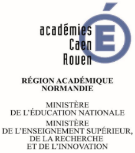 académies
Caen
Rouen
RÉGION ACADÉMIQUE
NORMANDIE
MINISTÈRE
DE L'ÉDUCATION NATIONALE
MINISTÈRE
DE L'ENSEIGNEMENT SUPÉRIEUR,
DE LA RECHERCHE
ET DE L'INNOVATION